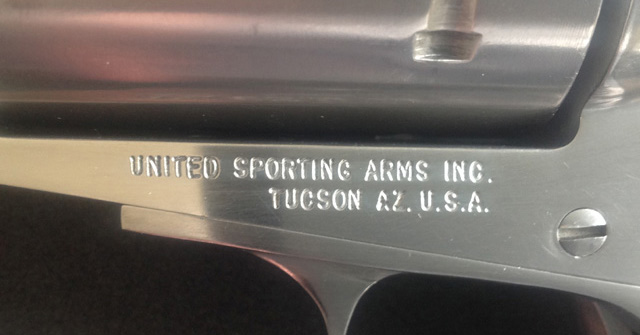 UNITED SPORTING ARMS INC.
TUCSON AZ. U.S.A.